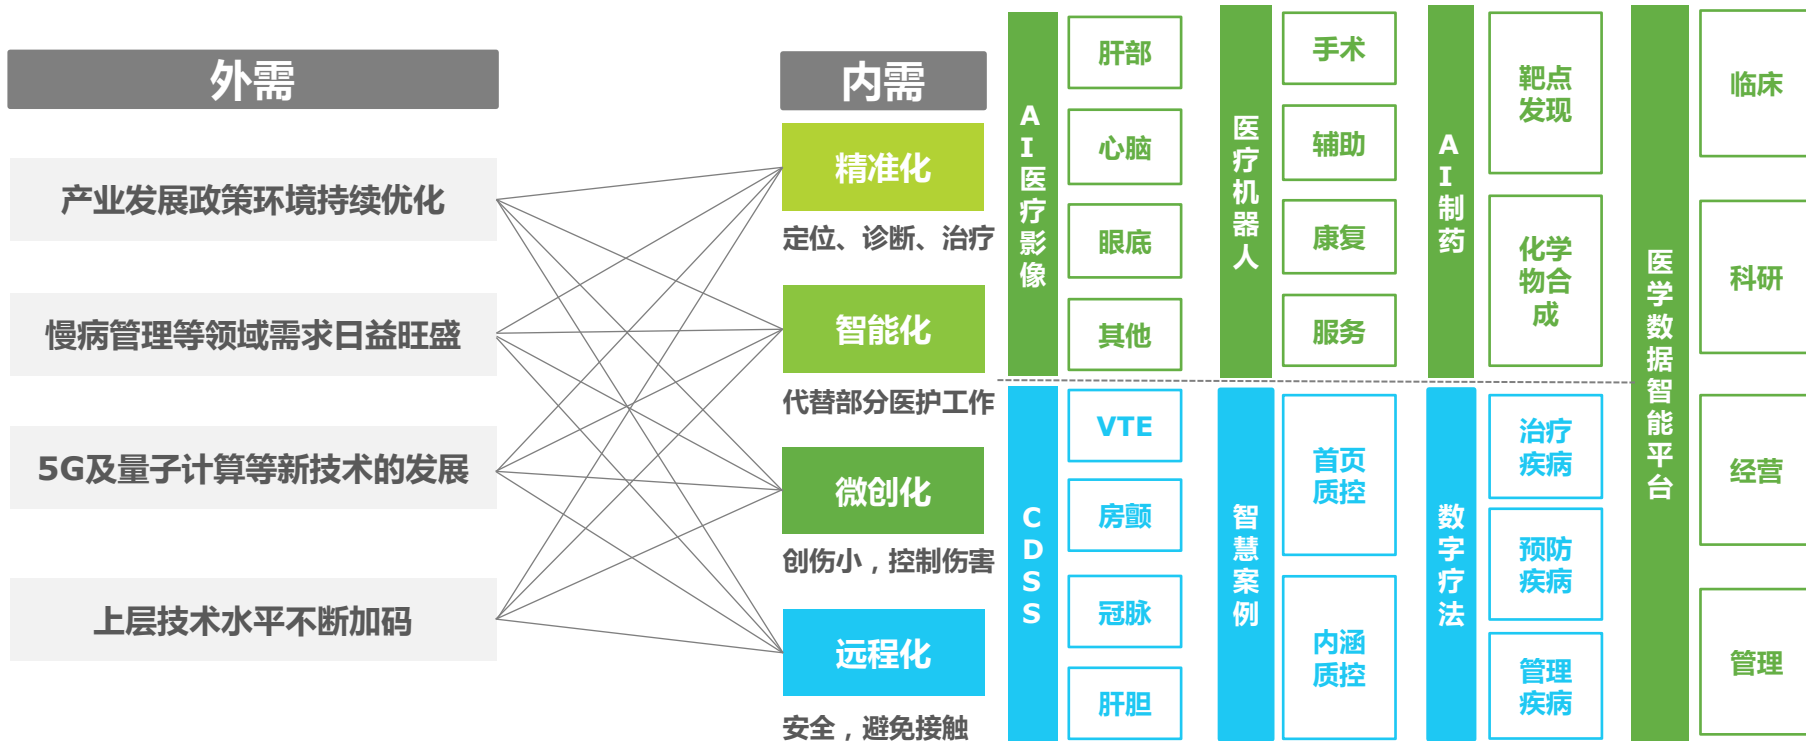 外需
产业发展政策环境持续优化
慢病管理等领域需求日益旺盛
5G及量子计算等新技术的发展
上层技术水平不断加码
内需
精准化
定位、诊断、治疗
智能化
代替部分医护工作
微创化
创伤小，控制伤害
远程化
安全，避免接触
AI医疗影像
肝部
心脑
眼底
其他
医疗机器人
手术
辅助
康复
服务
AI制药
靶点
发现
化学
物合
成
CDSS
VTE
房颤
冠脉
肝胆
智慧案例
首页
质控
内涵
质控
数字疗法
治疗
疾病
预防
疾病
管理
疾病
医学数据智能平台
临床
科研
经营
管理